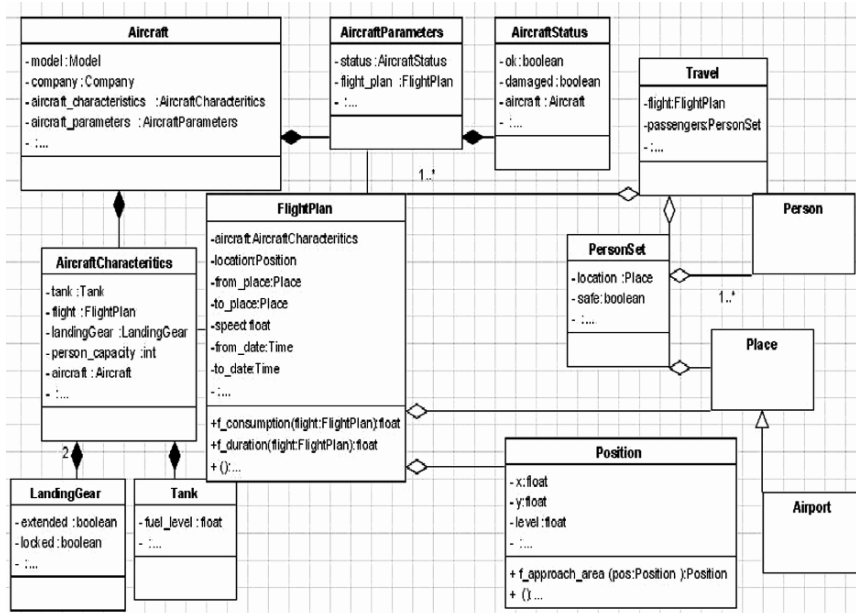 Aircraft
- model : Model
- company : Company
- aircraft_characteristics : AircraftCharacteritics
- aircraft_parameters : AircraftParameters
- :...
AircraftParameters
- status : AircraftStatus
- flight_plan : FlightPlan
- :...
AircraftStatus
- ok : boolean
- damaged : boolean
- aircraft : Aircraft
- :...
Travel
-flight:FlightPlan
-passengers:PersonSet
- :...
1..*
FlightPlan
-aircraft:AircraftCharacteritics
-location:Position
-from_place:Place
-to_place:Place
-speed:float
-from_date:Time
-to_date:Time
- :...
+f_consumption(flight:FlightPlan):float
+f_duration(flight:FlightPlan):float
+ ():...
Person
PersonSet
- location : Place
- safe : boolean
- :...
1..*
AircraftCharacteritics
- tank : Tank
- flight : FlightPlan
- landingGear : LandingGear
- person_capacity : int
- aircraft : Aircraft
- :...
Place
2
LandingGear
- extended : boolean
- locked : boolean
- :...
Tank
- fuel_level : float
- :...
Position
- x:float
- y:float
- level:float
- :...
+ f_approach_area (pos:Position ):Position
+ ():...
Airport